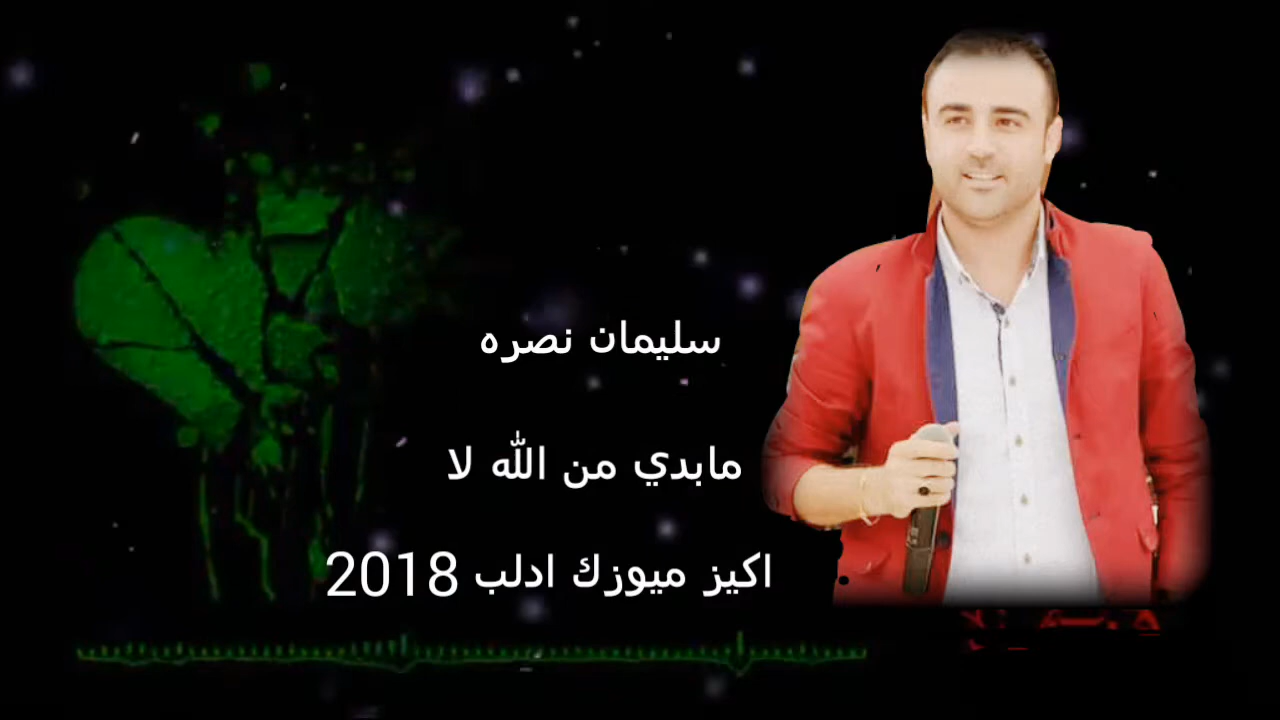 سليمان نصره
مابدي من الله لا
اكيز ميوزك ادلب 2018